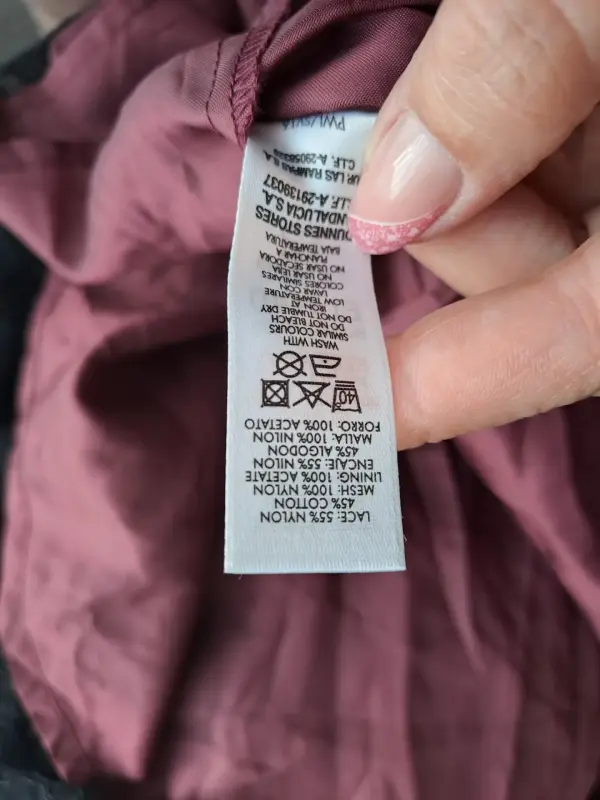 LACE: 55% NYLON
45% COTTON
MESH: 100% NYLON
LINING: 100% ACETATE
ENCAJE: 55% NILON
45% ALGODON
MALLA: 100% NILON
FORRO: 100% ACETATO
40°
WASH WITH
SIMILAR COLOURS
DO NOT BLEACH
DO NOT TUMBLE DRY
IRON AT
LOW TEMPERATURE
LAVAR CON
COLORES SIMILARES
NO USAR LEJIA
NO USAR SECADORA
PLANCHAR
BAJA TEMPERATURA
DUNNES STORES
ANDALUCIA S.A.
C.I.F. A-29139037
LAS RAMPAS S.A.
C.I.F.